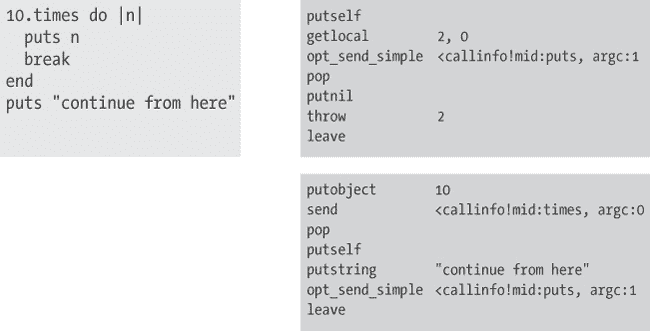 10.times do |n|
  puts n
  break
end
puts "continue from here"
putself
getlocal 2, 0
opt_send_simple <callinfo!mid:puts, argc:1
pop
putnil
throw 2
leave
putobject 10
send <callinfo!mid:times, argc:0
pop
putself
putstring "continue from here"
opt_send_simple <callinfo!mid:puts, argc:1
leave